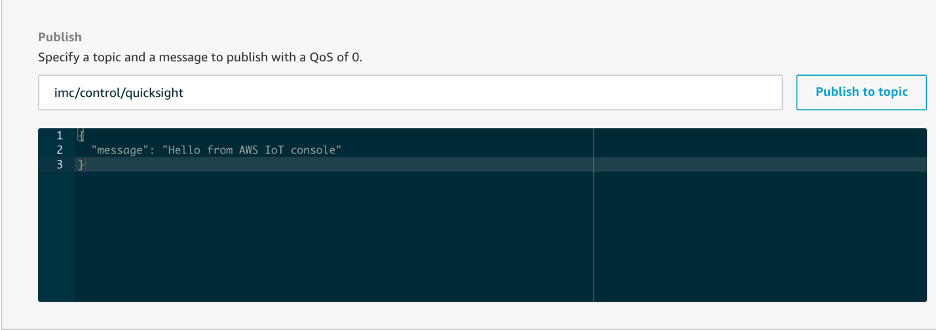 Publish
Specify a topic and a message to publish with a QoS of 0.
imc/control/quicksight
Publish to topic
1 {
2 "message": "Hello from AWS IoT console"
3 }